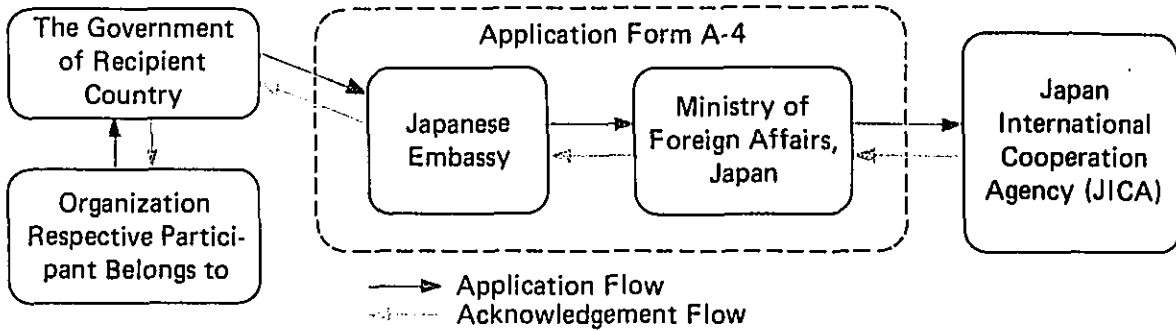 The Government
of Recipient
Country
Organization
Respective Partici-
pant Belongs to
Application Form A-4
Japanese
Embassy
Ministry of
Foreign Affairs,
Japan
Japan
International
Cooperation
Agency (JICA)
Application Flow
Acknowledgement Flow